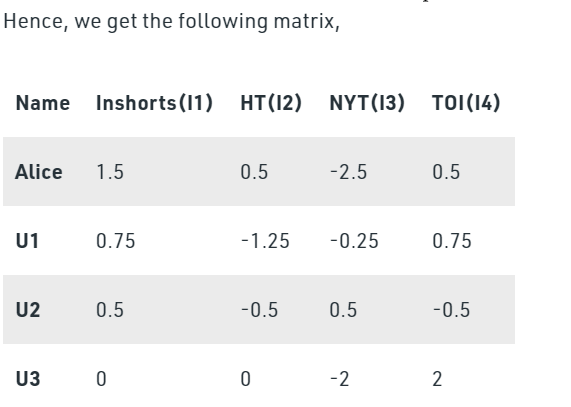 Hence, we get the following matrix,
Name Inshorts(I1) HT(I2) NYT(I3) TOI(I4)
Alice 1.5 0.5 -2.5 0.5
U1 0.75 -1.25 -0.25 0.75
U2 0.5 -0.5 0.5 -0.5
U3 0 0 -2 2